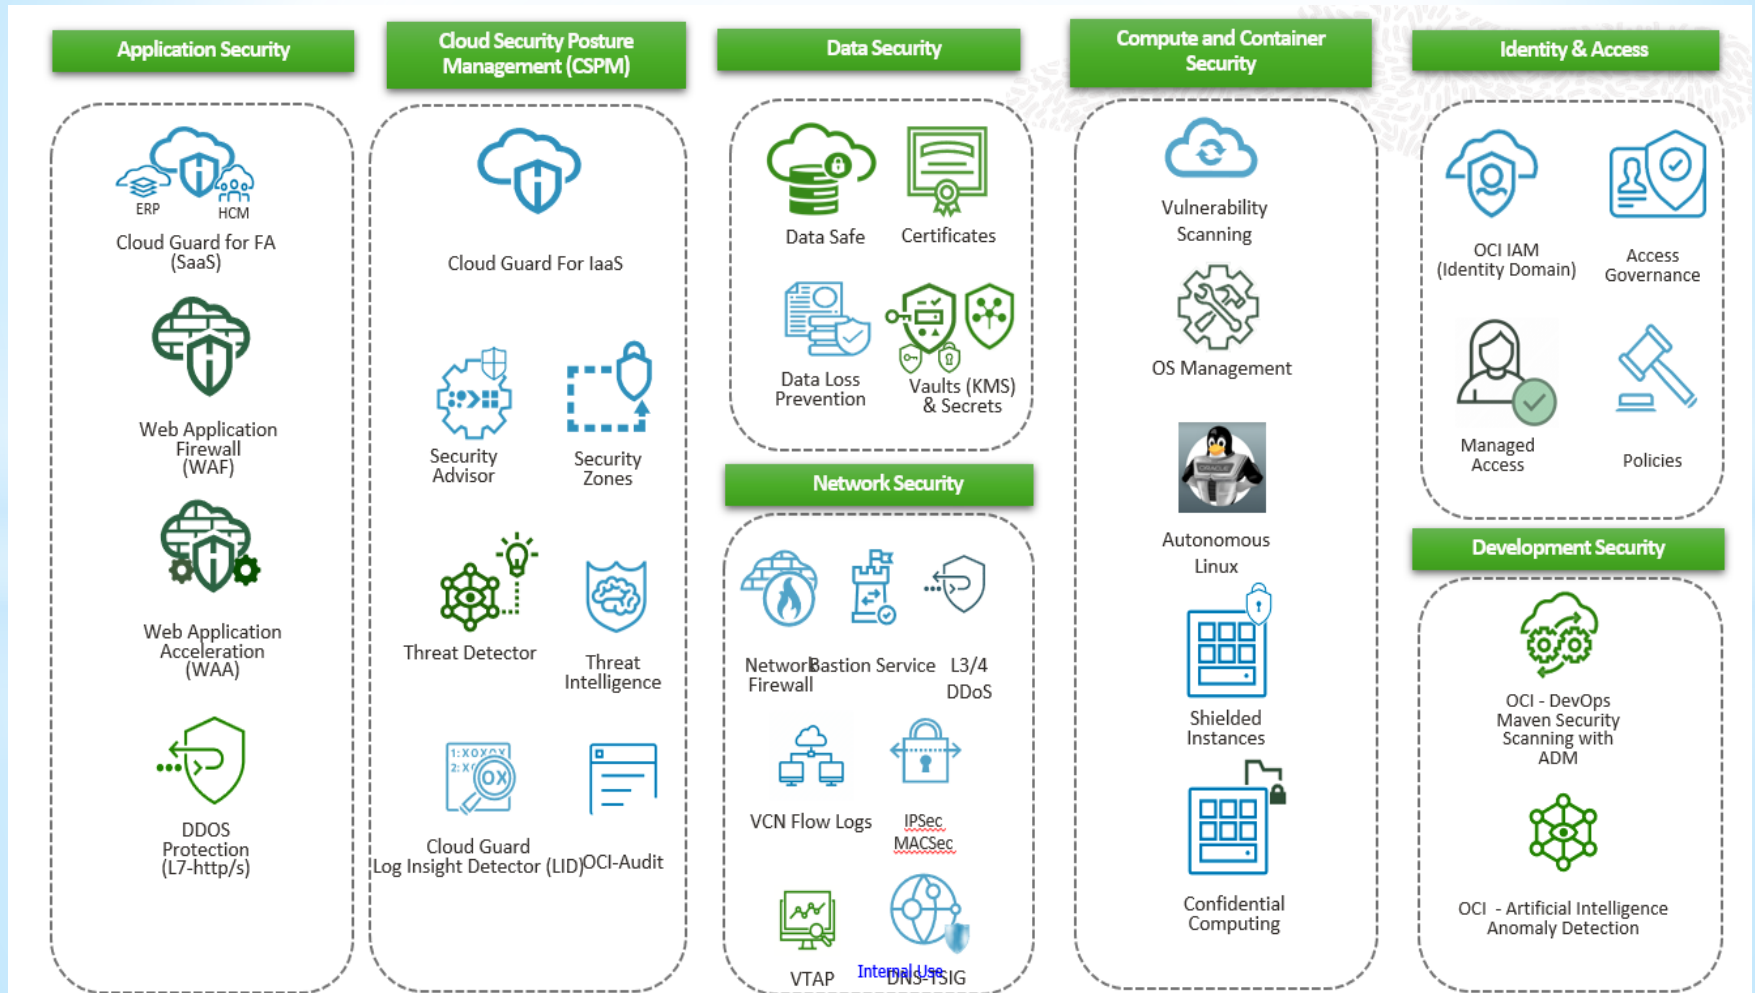 Application Security
ERP
HCM
Cloud Guard for FA
(SaaS)
Web Application
Firewall
(WAF)
Web Application
Acceleration
(WAA)
DDOS
Protection
(L7-http/s)
Cloud Security Posture
Management (CSPM)
Cloud Guard For IaaS
Security
Advisor
Security
Zones
Threat Detector
Threat
Intelligence
1:XOXOX
2:X
OX
Cloud Guard
Log Insight Detector (LID)
OCI-Audit
Data Security
Data Safe
Certificates
Data Loss
Prevention
Vaults (KMS)
& Secrets
Network Security
Network
Firewall
Bastion Service
L3/4
DDoS
VCN Flow Logs
IPSec
MACSec
VTAP
DNS-TSIG
Internal Use
Compute and Container
Security
Vulnerability
Scanning
OS Management
ORACLE
Autonomous
Linux
Shielded
Instances
Confidential
Computing
Identity & Access
OCI IAM
(Identity Domain)
Access
Governance
Managed
Access
Policies
Development Security
OCI - DevOps
Maven Security
Scanning with
ADM
OCI - Artificial Intelligence
Anomaly Detection